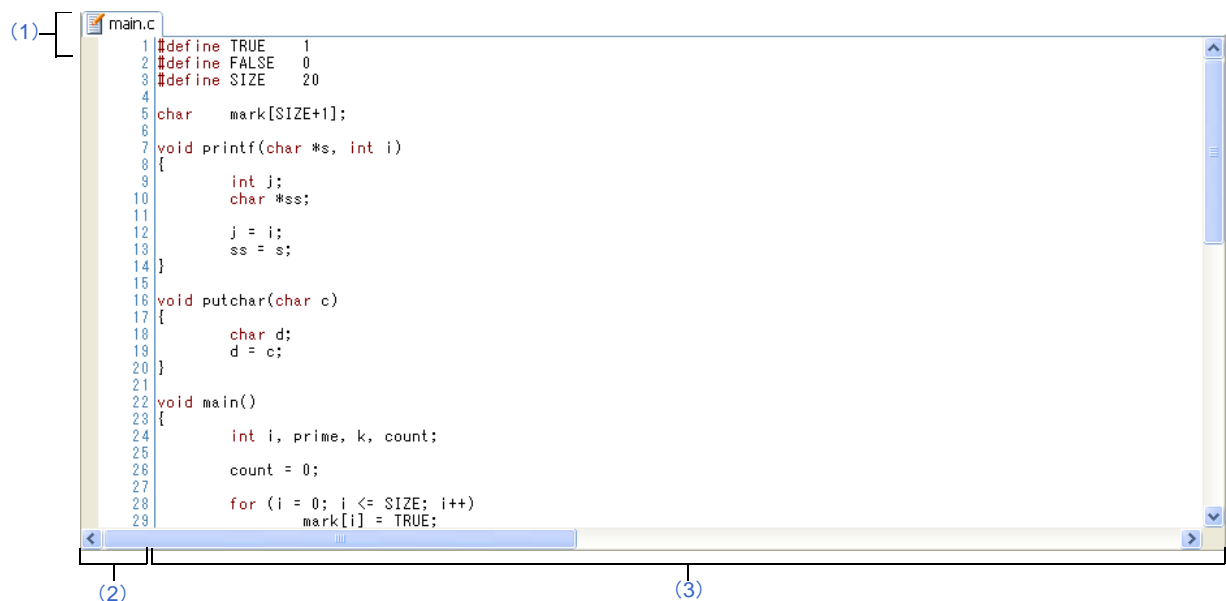 (1)
main.c
1 #define TRUE    1
2 #define FALSE   0
3 #define SIZE    20
4
5 char    mark[SIZE+1];
6
7 void printf(char *s, int i)
8 {
9         int j;
10         char *ss;
11
12         j = i;
13         ss = s;
14 }
15
16 void putchar(char c)
17 {
18         char d;
19         d = c;
20 }
21
22 void main()
23 {
24         int i, prime, k, count;
25
26         count = 0;
27
28         for (i = 0; i <= SIZE; i++)
29                 mark[i] = TRUE;
(2) (3)